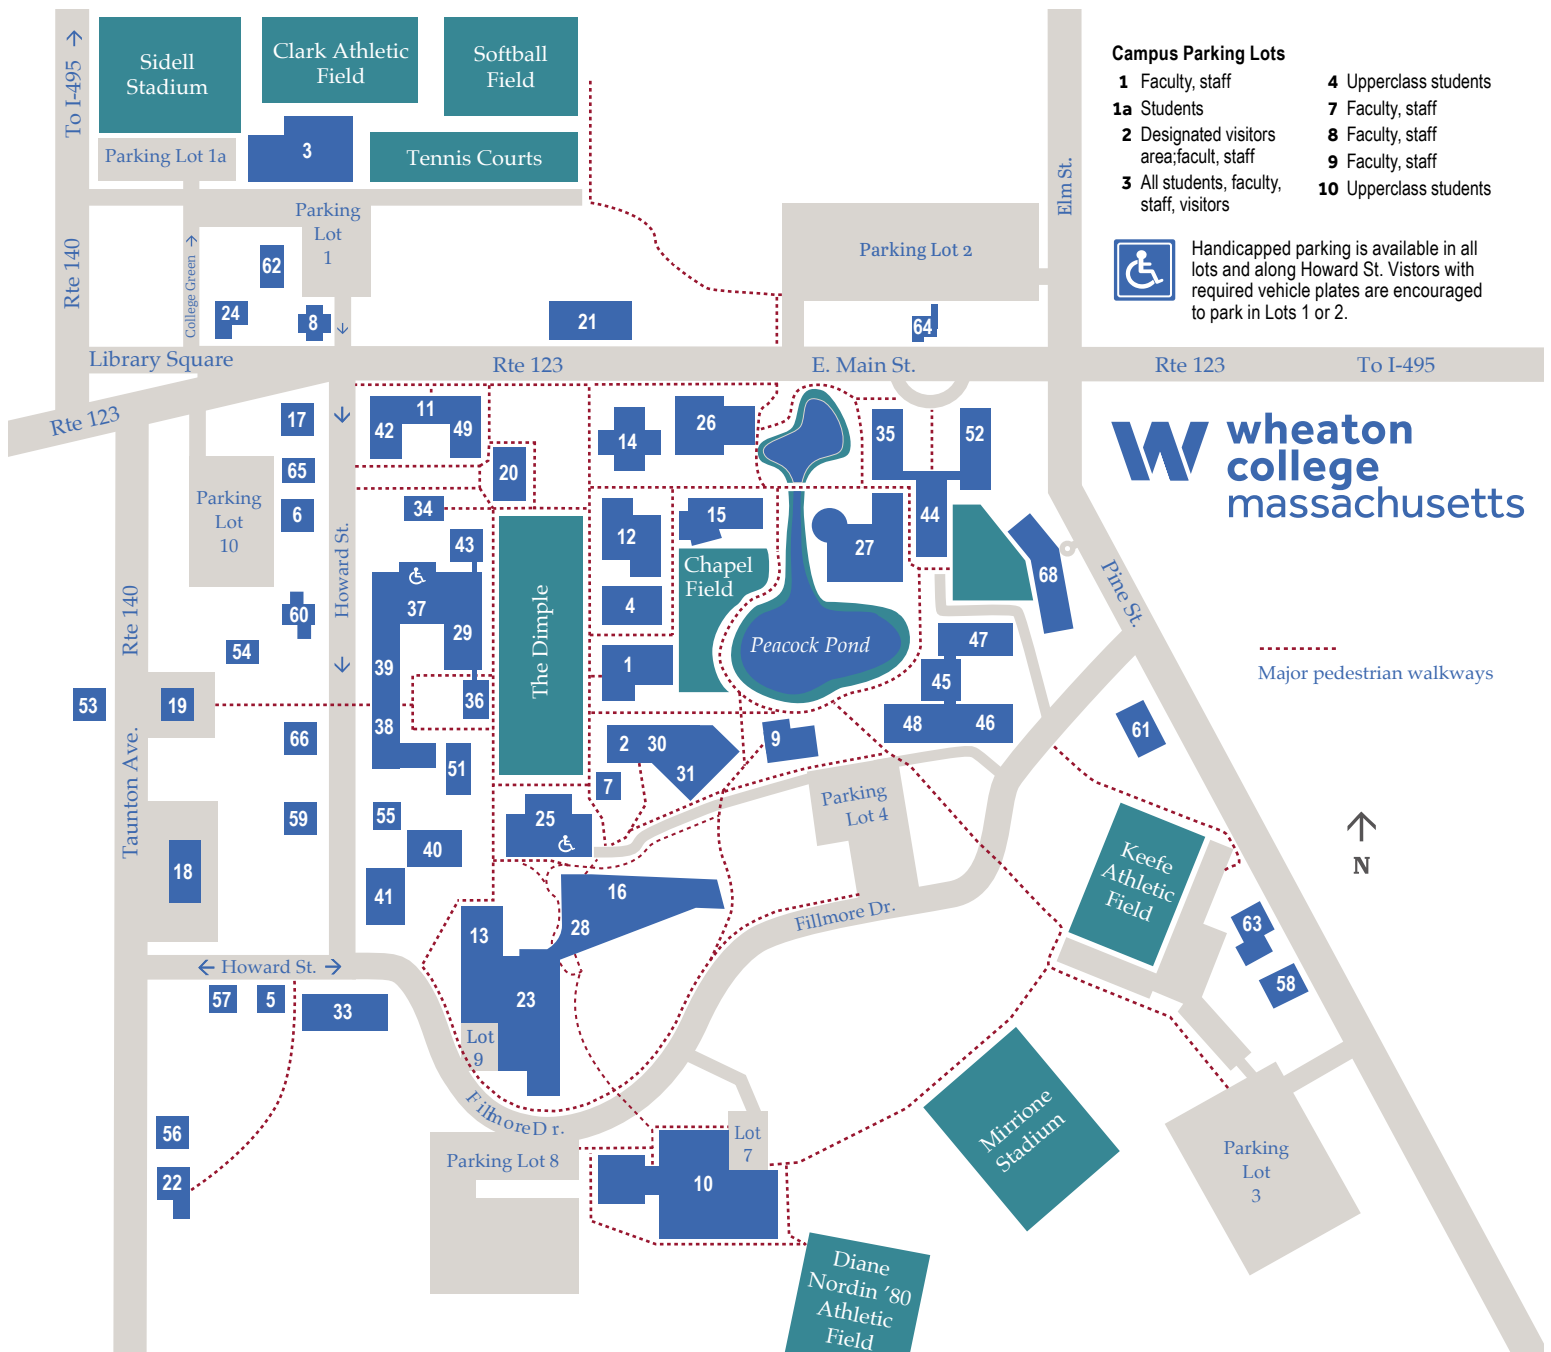 To I-495
Sidell
Stadium
Clark Athletic
Field
Softball
Field
Parking Lot 1a
3
Tennis Courts
Elm St.
Campus Parking Lots
1 Faculty, staff
1a Students
2 Designated visitors
area;facult, staff
3 All students, faculty,
staff, visitors
4 Upperclass students
7 Faculty, staff
8 Faculty, staff
9 Faculty, staff
10 Upperclass students
Handicapped parking is available in all
lots and along Howard St. Vistors with
required vehicle plates are encouraged
to park in Lots 1 or 2.
Rte 140
College Green
Parking
Lot
1
Parking Lot 2
62
24
8
21
64
Library Square
Rte 123
E. Main St.
Rte 123
To I-495
Rte 123
wheaton
college
massachusetts
17
11
42
49
14
26
35
52
65
20
Parking
Lot
10
6
34
15
44
43
12
27
Howard St.
Chapel
Field
68
Pine St.
37
4
60
29
The Dimple
Rte 140
54
39
1
Peacock Pond
47
Major pedestrian walkways
45
53
19
36
38
48
46
66
2
30
9
61
31
51
7
Taunton Ave.
59
55
25
Parking
Lot 4
N
40
Keefe
Athletic
Field
18
41
16
13
28
Fillmore Dr.
63
Howard St.
57
5
33
23
58
Lot
9
Fillmore Dr.
Mirrione
Stadium
56
Parking Lot 8
Lot
7
Parking
Lot
3
22
10
Diane
Nordin ’80
Athletic
Field